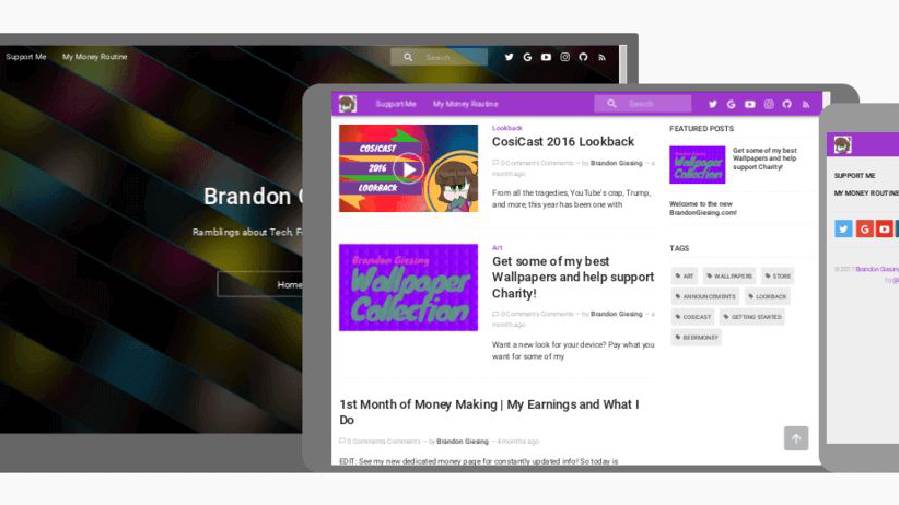 Support Me My Money Routine Search
Brandon G
Ramblings about Tech, F
Home
Support Me My Money Routine Search
COSICAST
2016
LOOKBACK
Lookback
CosiCast 2016 Lookback
0 Comments Comments — by Brandon Giesing — a
month ago
From all the tragedies, YouTube's crap, Trump,
and more; this year has been one with
Brandon Giesing
Wallpaper
Collection
Art
Get some of my best
Wallpapers and help support
Charity!
0 Comments Comments — by Brandon Giesing — a
month ago
Want a new look for your device? Pay what you
want for some of my
1st Month of Money Making | My Earnings and What I
Do
0 Comments Comments — by Brandon Giesing — 4 months ago
EDIT: See my new dedicated money page for constantly updated info! So today is
FEATURED POSTS
Brandon Giesing
Wallpaper
Collection
Get some of my best
Wallpapers and help
support Charity!
Welcome to the new
BrandonGiesing.com!
TAGS
ART WALLPAPERS STORE
ANNOUNCEMENTS LOOKBACK
COSICAST GETTING STARTED
BEERMONEY
SUPPORT ME
MY MONEY ROUTINE
Brandon Giesing